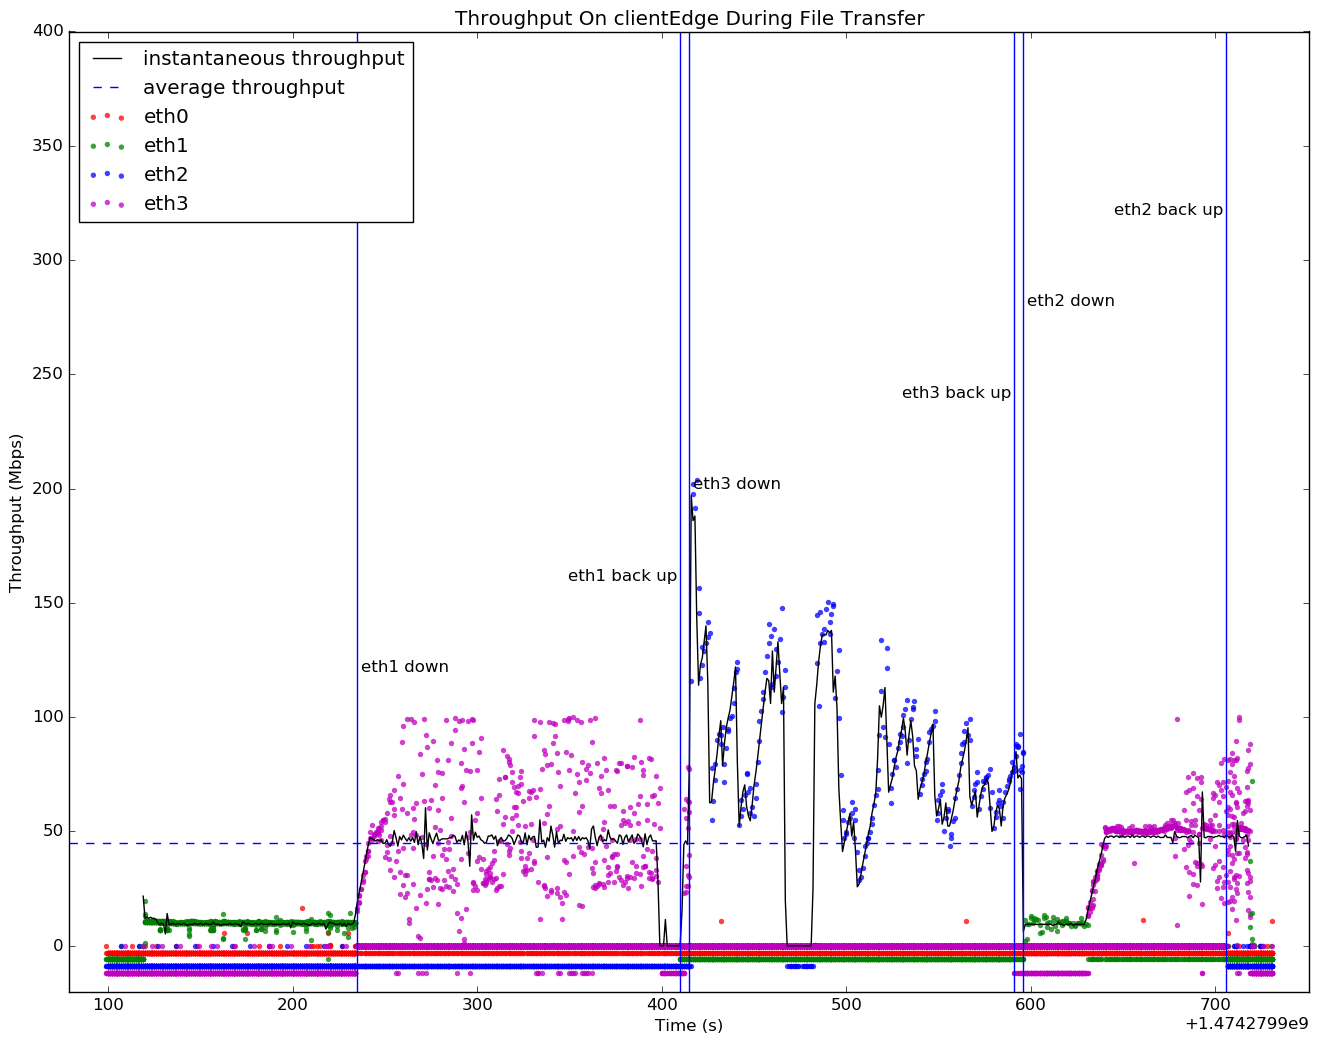 Throughput On clientEdge During File Transfer
400
350
300
250
200
150
100
50
0
Throughput (Mbps)
instantaneous throughput
average throughput
eth0
eth1
eth2
eth3
eth2 back up
eth2 down
eth3 back up
eth3 down
eth1 back up
eth1 down
100
200
300
400
500
600
700
Time (s)
+1.4742799e9